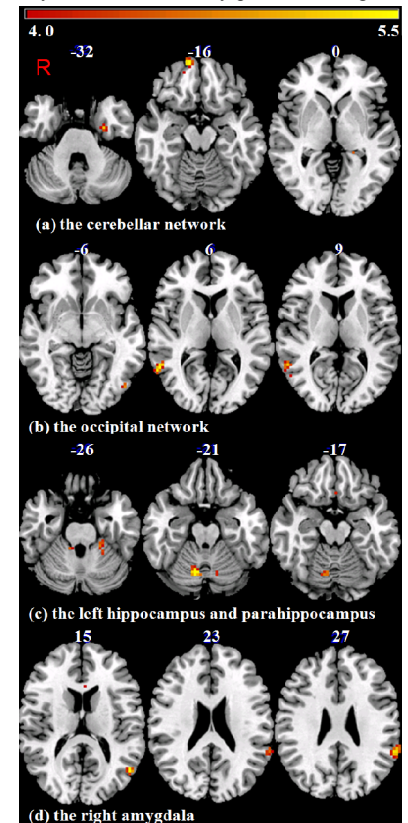 4.0 5.5
-32 -16 0
R
(a) the cerebellar network
-6 6 9
(b) the occipital network
-26 -21 -17
(c) the left hippocampus and parahippocampus
15 23 27
(d) the right amygdala